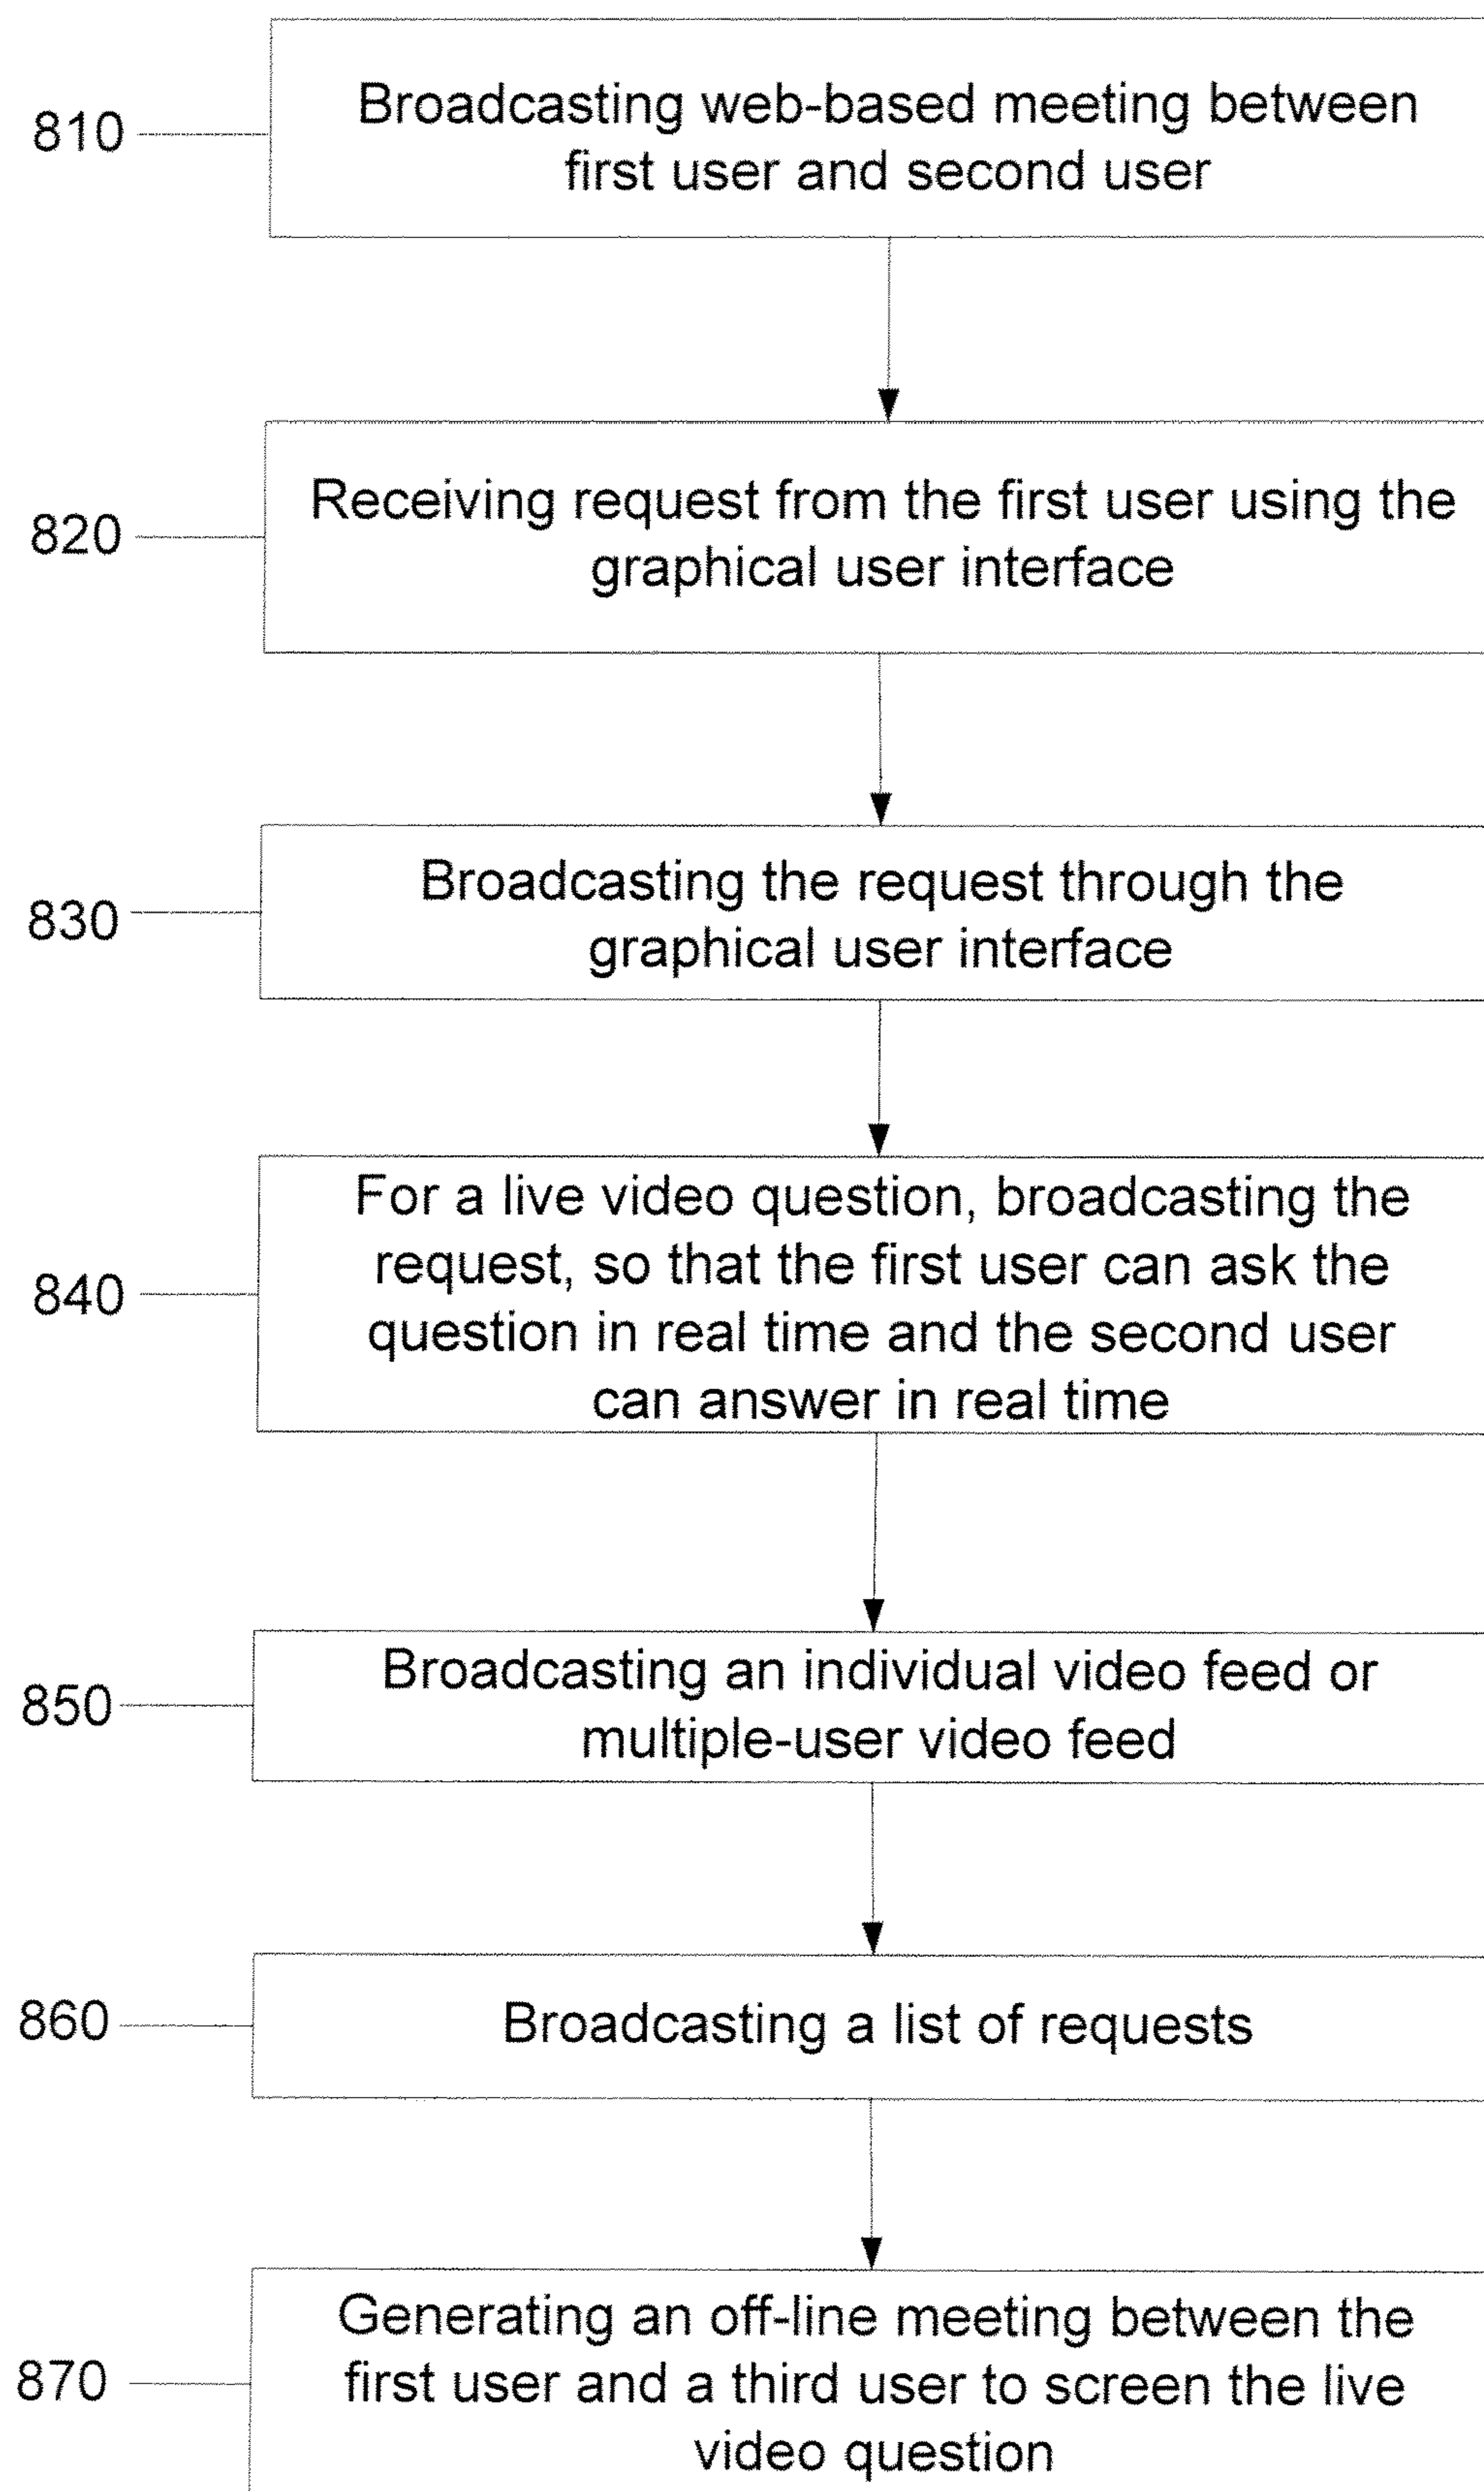 810
Broadcasting web-based meeting between
first user and second user
820
Receiving request from the first user using the
graphical user interface
830
Broadcasting the request through the
graphical user interface
840
For a live video question, broadcasting the
request, so that the first user can ask the
question in real time and the second user
can answer in real time
850
Broadcasting an individual video feed or
multiple-user video feed
860
Broadcasting a list of requests
870
Generating an off-line meeting between the
first user and a third user to screen the live
video question